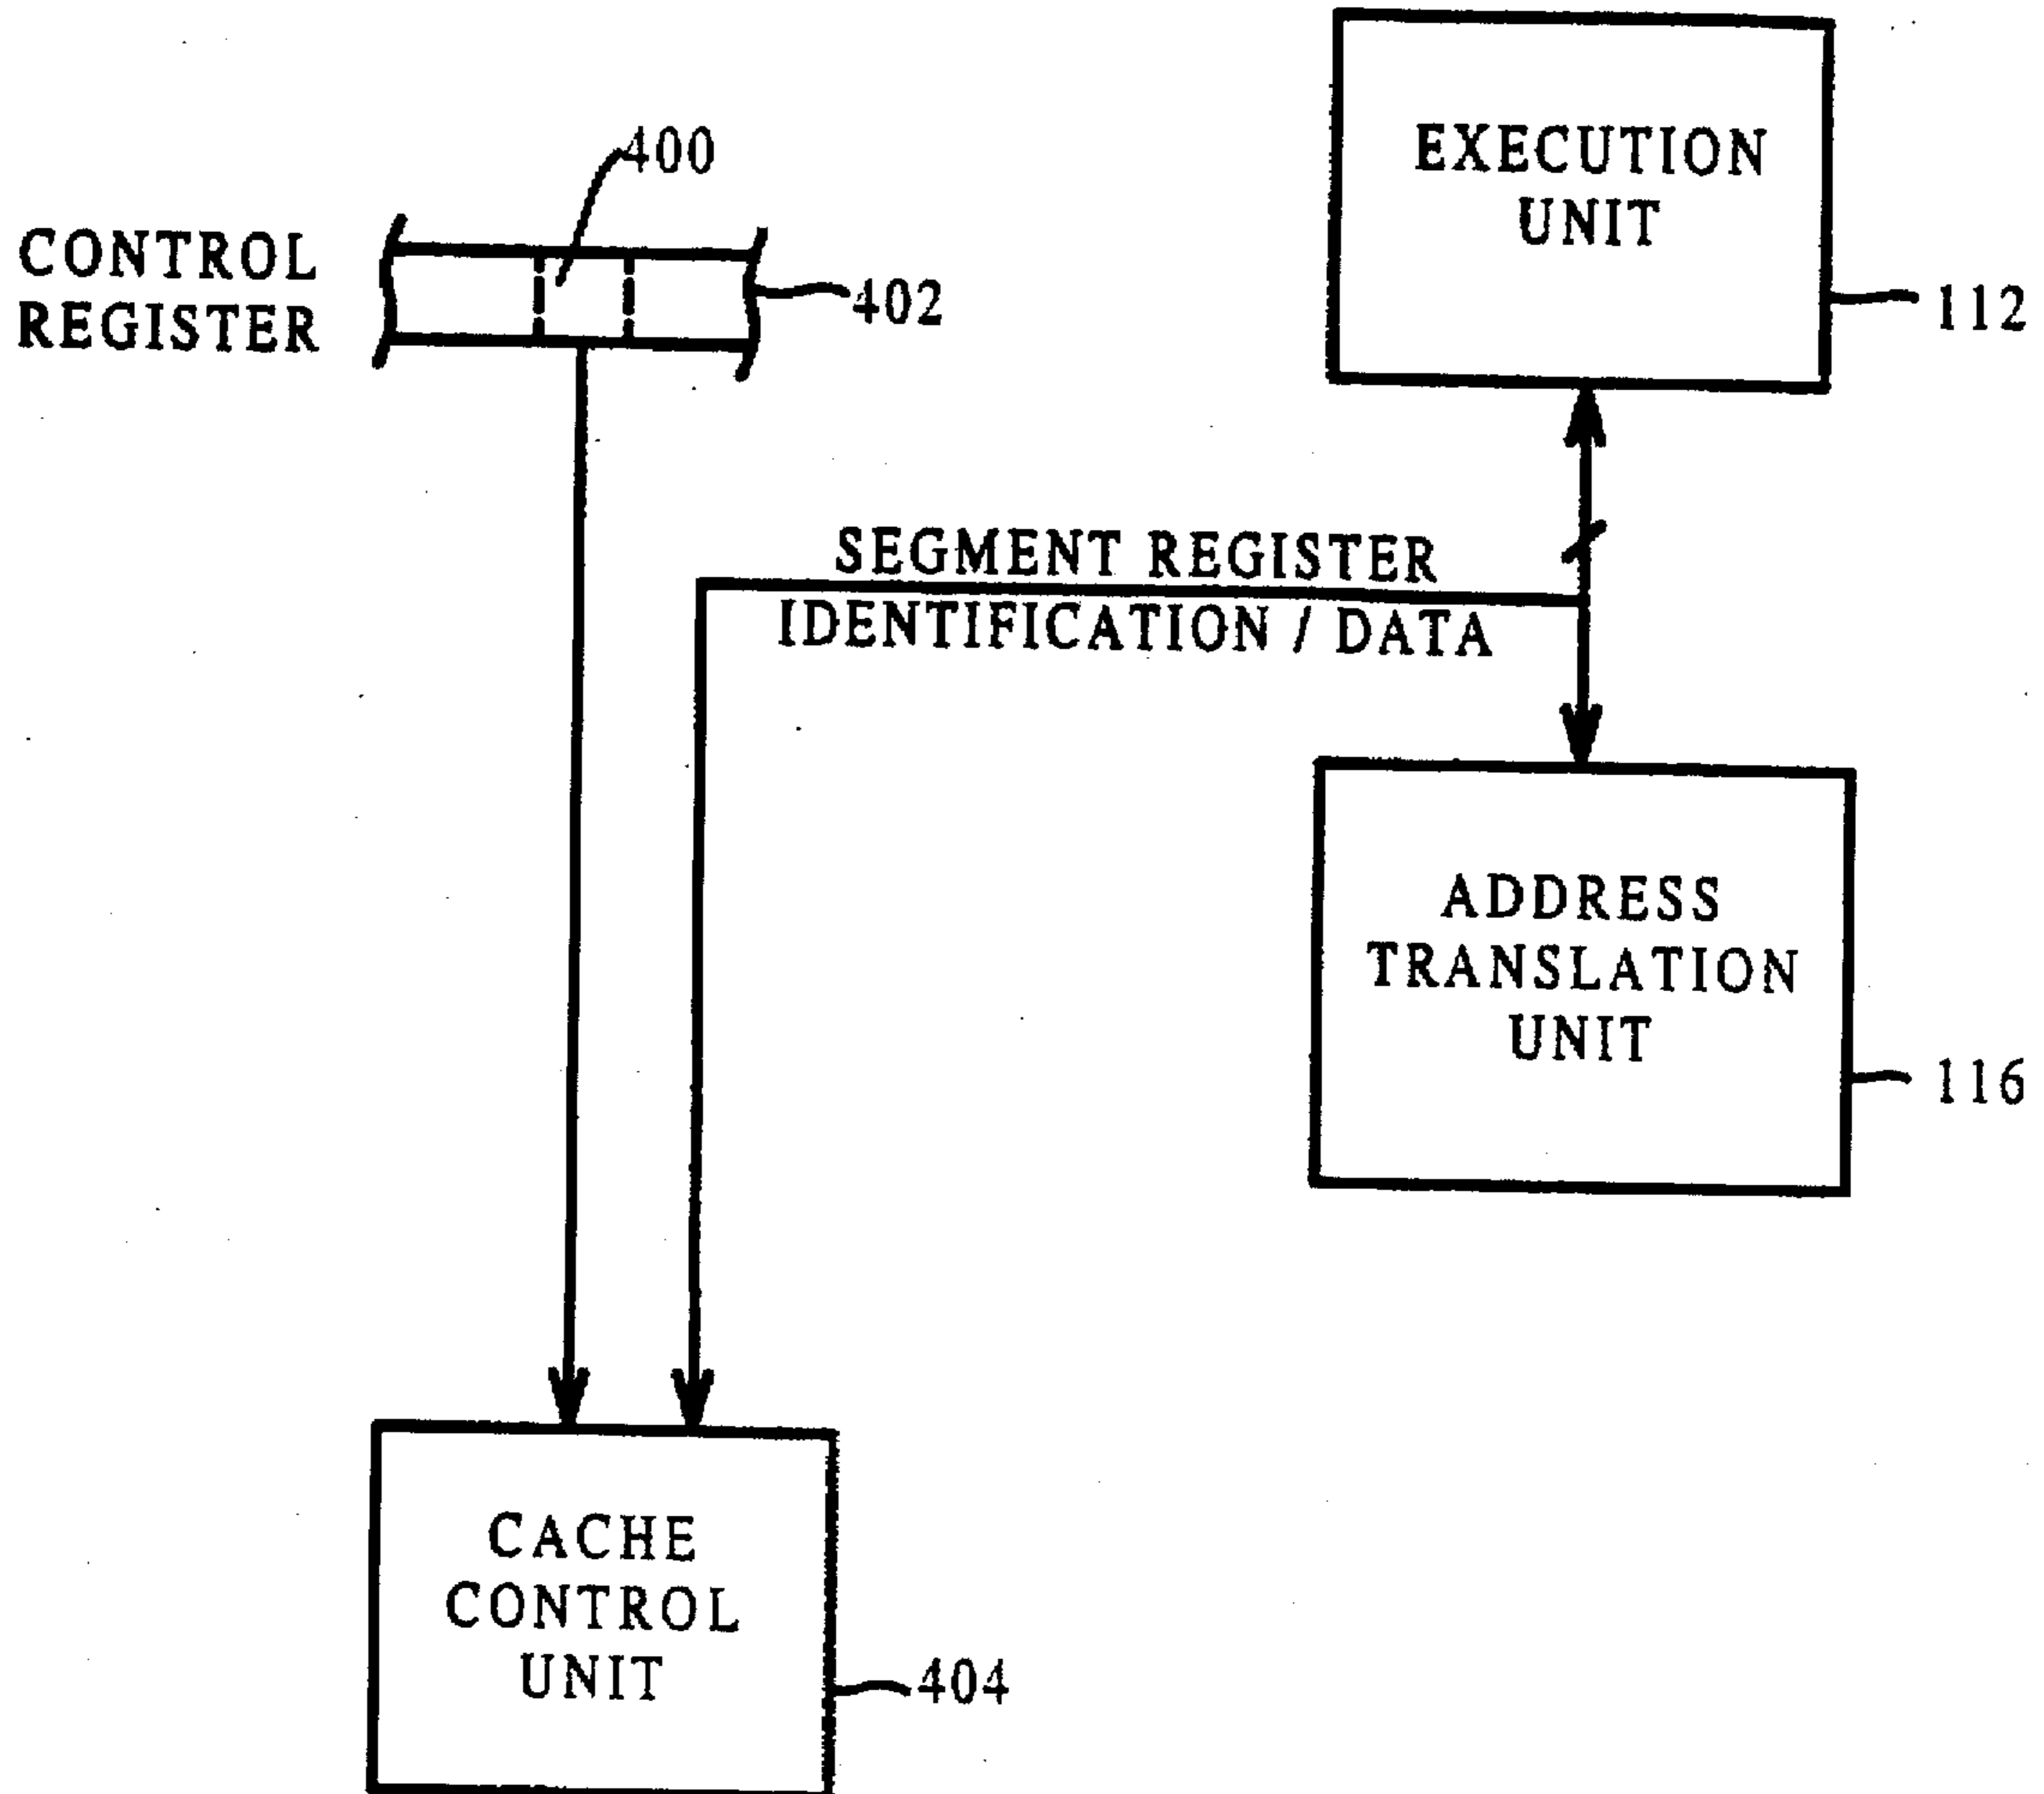 EXECUTION
UNIT
112
400
CONTROL
REGISTER
402
SEGMENT REGISTER
IDENTIFICATION / DATA
ADDRESS
TRANSLATION
UNIT
116
CACHE
CONTROL
UNIT
404